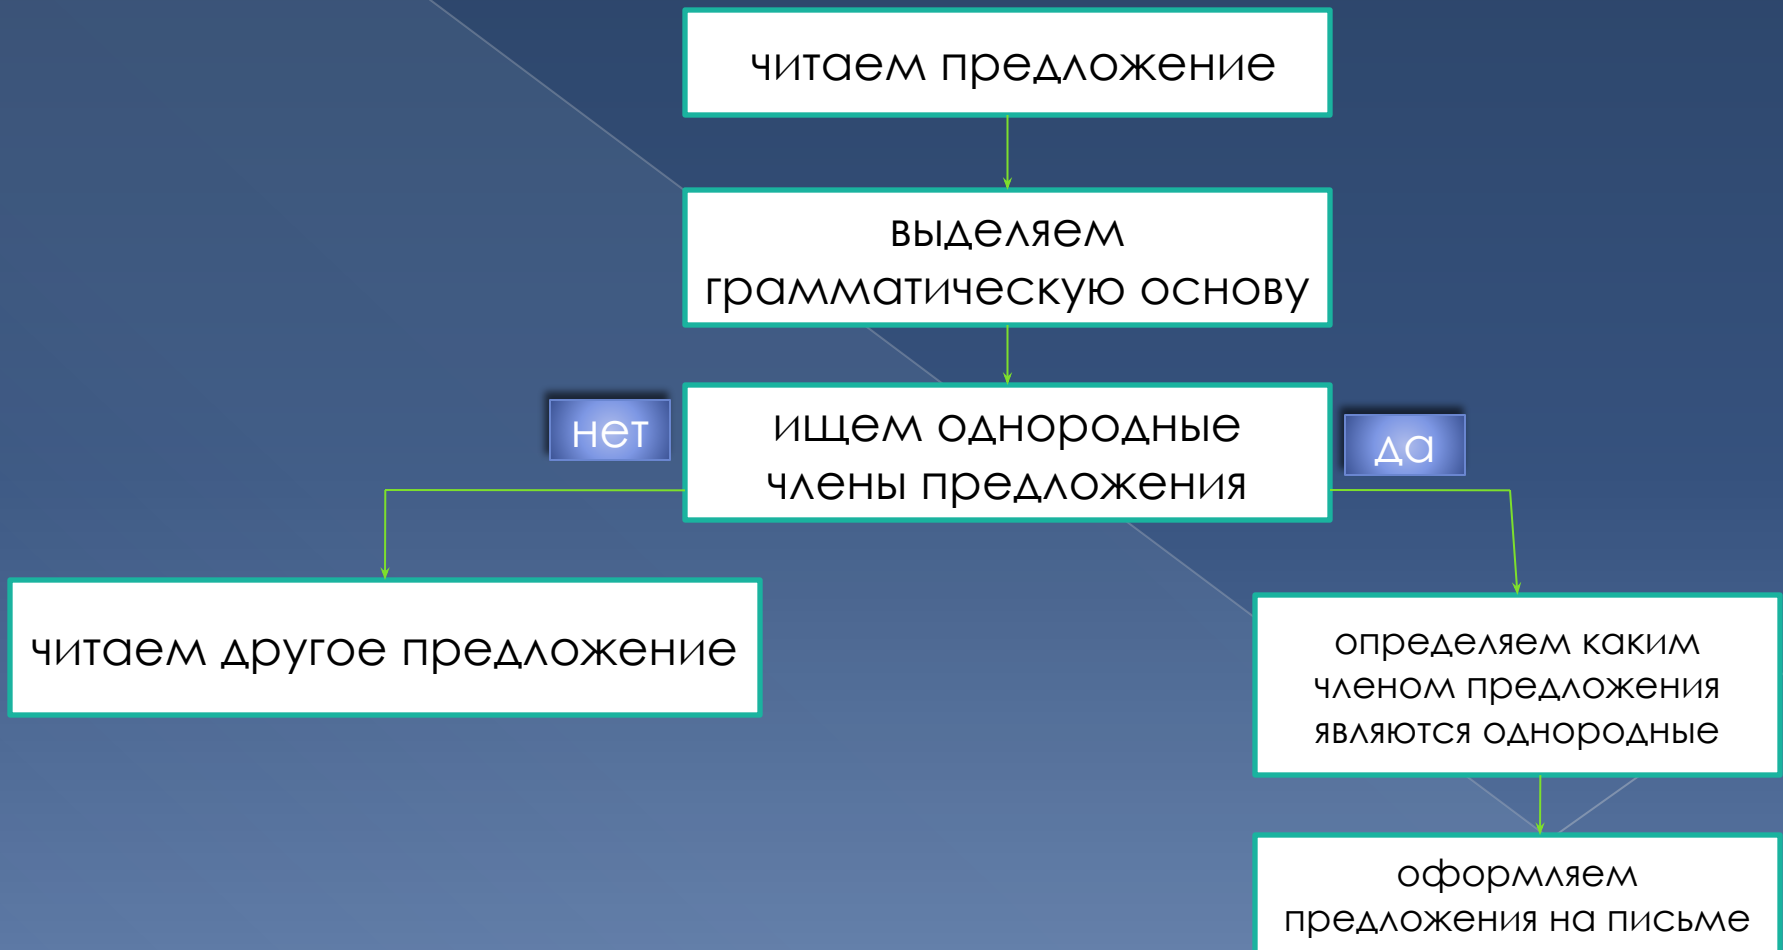 читаем предложение
выделяем
грамматическую основу
нет
ищем однородные
члены предложения
да
читаем другое предложение
определяем каким
членом предложения
являются однородные
оформляем
предложения на письме